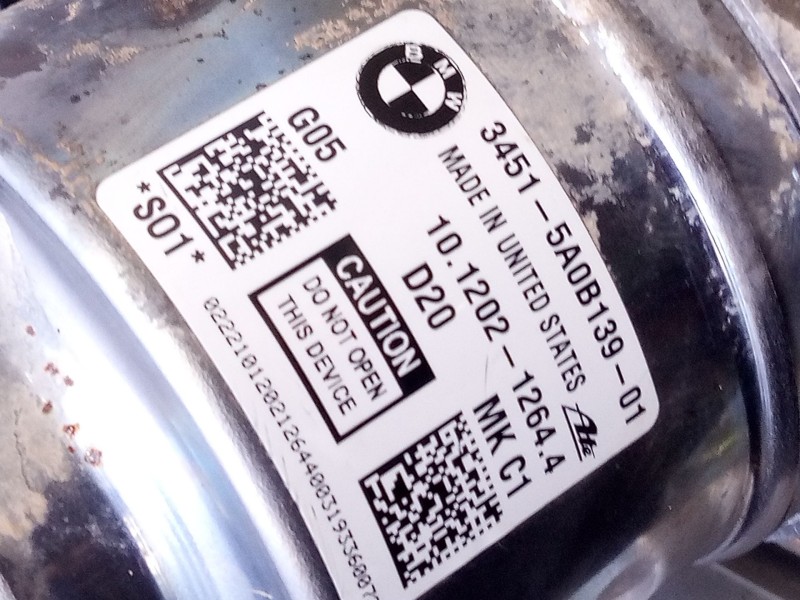 BMW
3451-5A0B139-01
MADE IN UNITED STATES
Ate
10.1202-1264.4
D20
MK C1
G05
*S01*
CAUTION
DO NOT OPEN
THIS DEVICE